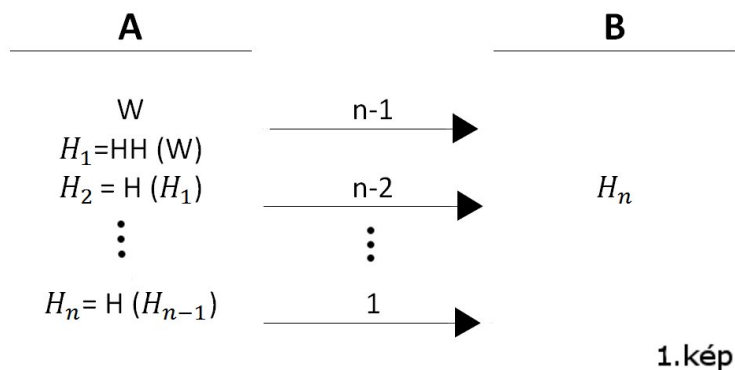 A B
W n-1
H₁=HH (W)
H₂ = H (H₁) n-2 Hₙ
⋮ ⋮
Hₙ= H (Hₙ₋₁) 1
1.kép